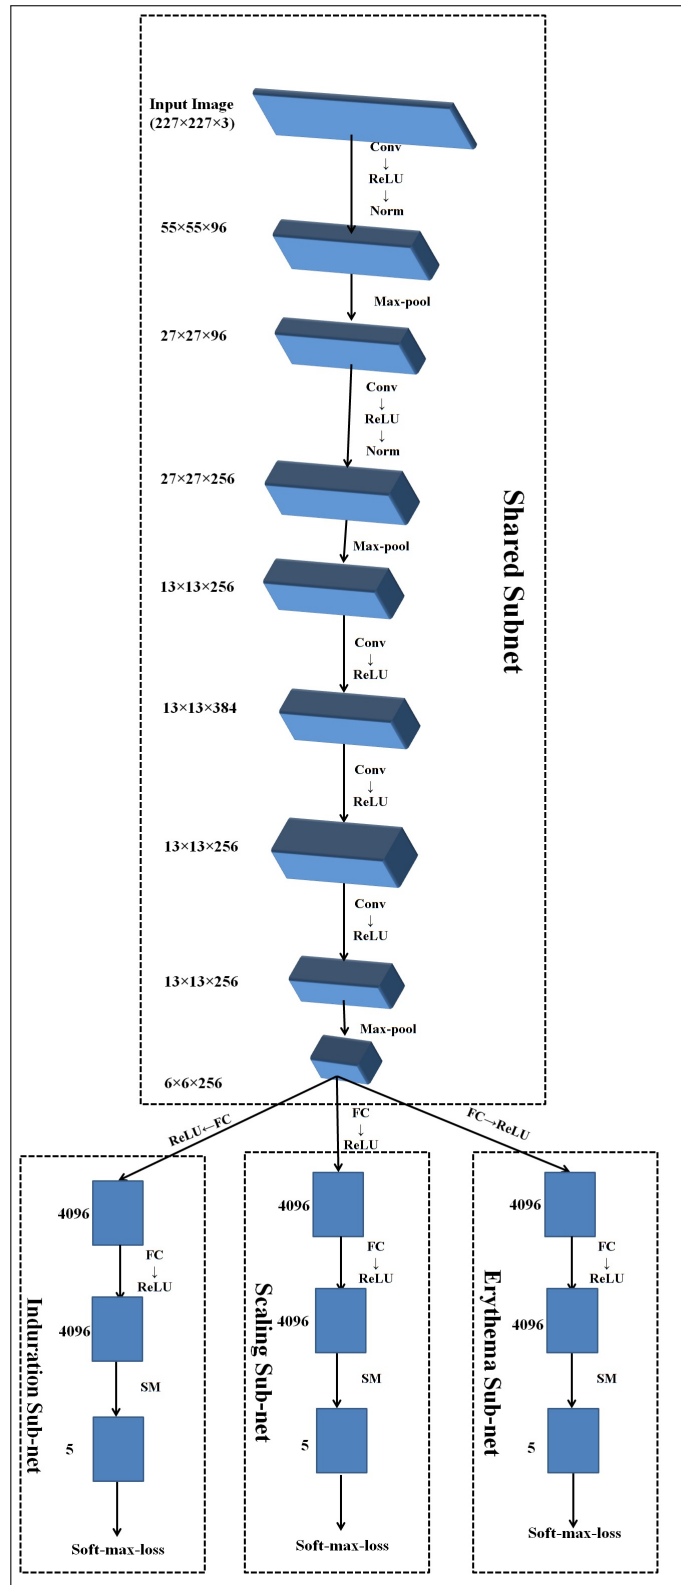 Input Image
(227×227×3)
Conv
↓
ReLU
↓
Norm
55×55×96
Max-pool
27×27×96
Conv
↓
ReLU
↓
Norm
27×27×256
Max-pool
13×13×256
Conv
↓
ReLU
13×13×384
Conv
↓
ReLU
13×13×256
Conv
↓
ReLU
13×13×256
Max-pool
6×6×256
Shared Subnet
ReLU←FC
FC
↓
ReLU
FC→ReLU
4096
FC
↓
ReLU
4096
SM
5
Soft-max-loss
Induration Sub-net
4096
FC
↓
ReLU
4096
SM
5
Soft-max-loss
Scaling Sub-net
4096
FC
↓
ReLU
4096
SM
5
Soft-max-loss
Erythema Sub-net